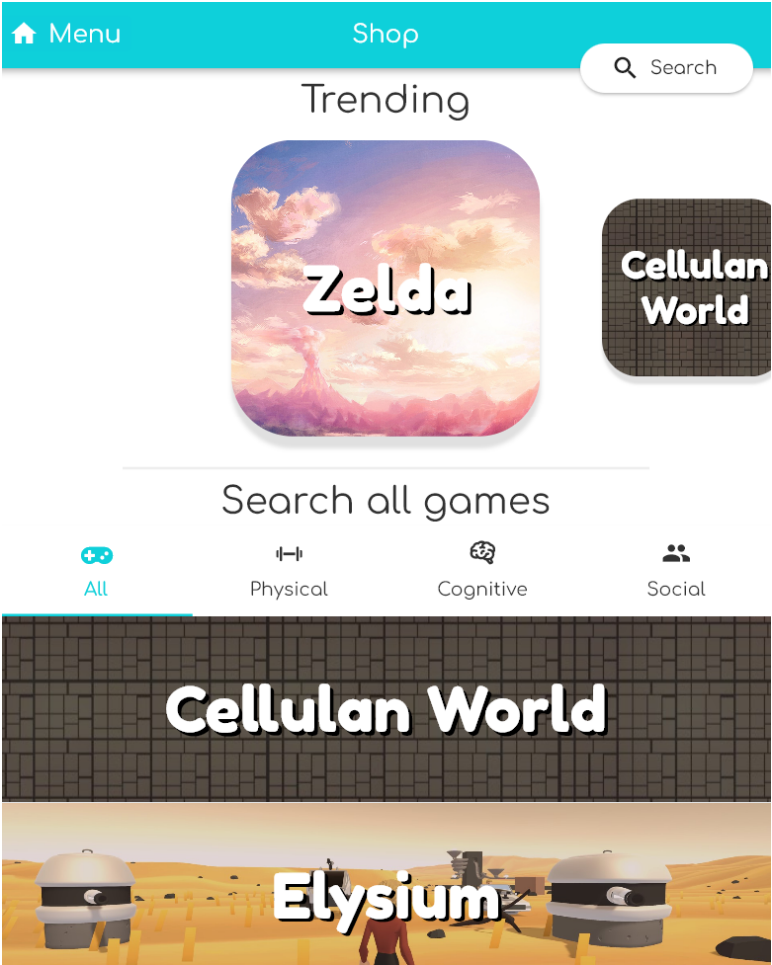 Menu
Shop
Search
Trending
Zelda
Cellulan
World
Search all games
All
Physical
Cognitive
Social
Cellulan World
Elysium